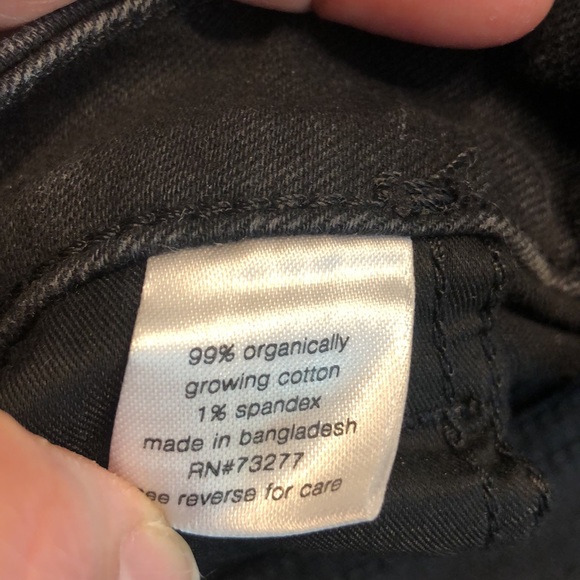 99% organically
growing cotton
1% spandex
made in bangladesh
RN#73277
see reverse for care